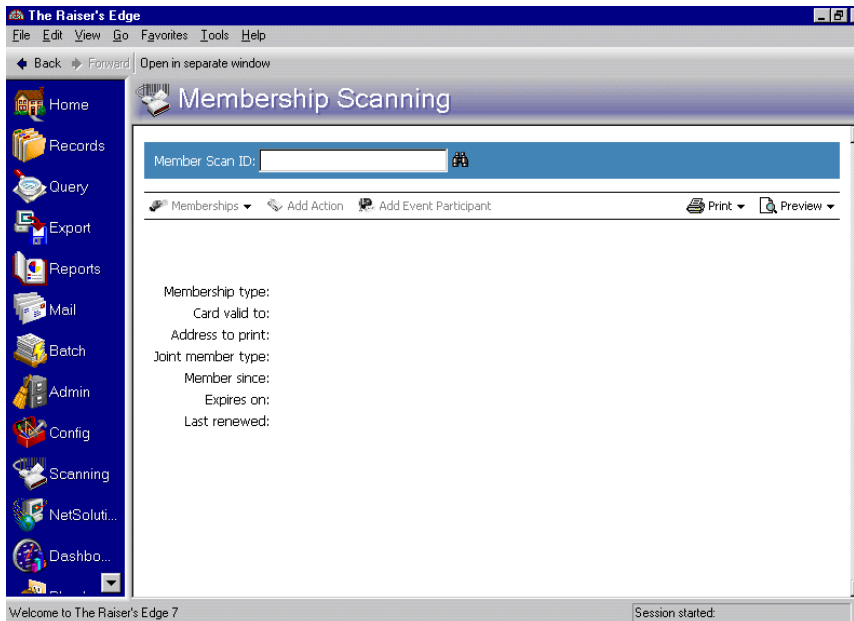 The Raiser's Edge
File Edit View Go Favorites Tools Help
Back Forward Open in separate window
Membership Scanning
Home
Records
Query
Export
Reports
Mail
Batch
Admin
Config
Scanning
NetSoluti...
Dashbo...
Member Scan ID:
Memberships Add Action Add Event Participant Print Preview
Membership type:
Card valid to:
Address to print:
Joint member type:
Member since:
Expires on:
Last renewed:
Welcome to The Raiser's Edge 7 Session started: